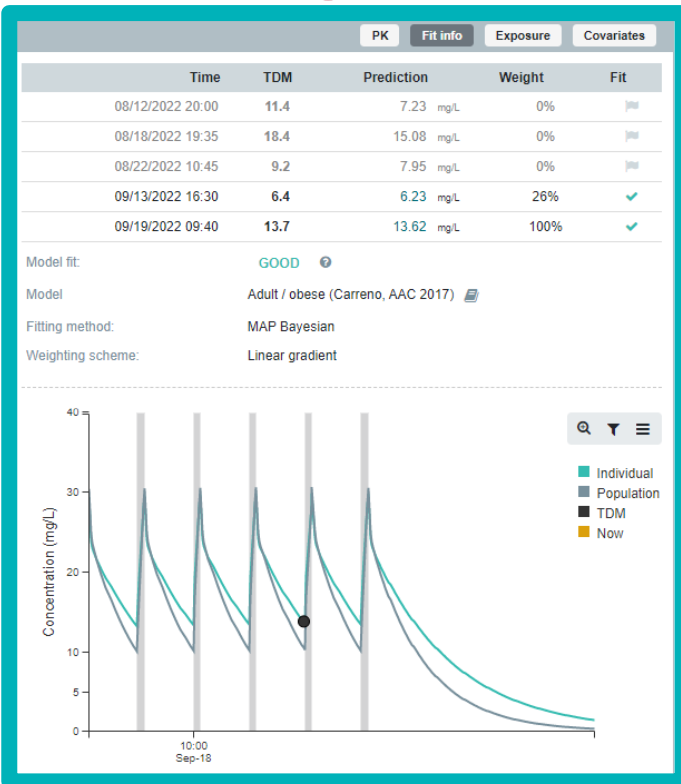 PK Fit info Exposure Covariates
Time TDM Prediction Weight Fit
08/12/2022 20:00 11.4 7.23 mg/L 0%
08/18/2022 19:35 18.4 15.08 mg/L 0%
08/22/2022 10:45 9.2 7.95 mg/L 0%
09/13/2022 16:30 6.4 6.23 mg/L 26%
09/19/2022 09:40 13.7 13.62 mg/L 100%
Model fit: GOOD ?
Model Adult / obese (Carreno, AAC 2017)
Fitting method: MAP Bayesian
Weighting scheme: Linear gradient
40
30
20
10
5
0
Concentration (mg/L)
Individual
Population
TDM
Now
10:00
Sep-18